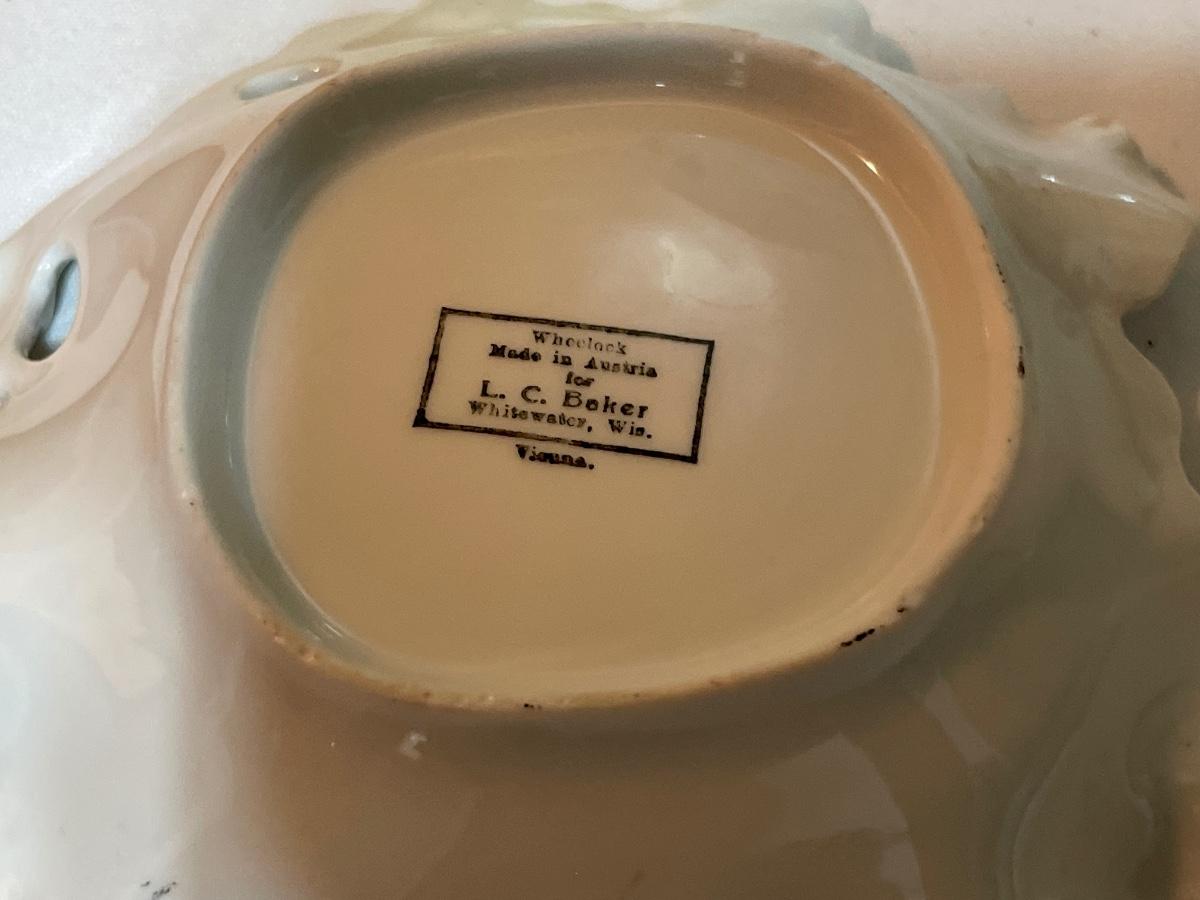 Wheelock
Made in Austria
for
L. C. Baker
Whitewater, Wis.
Vienna.